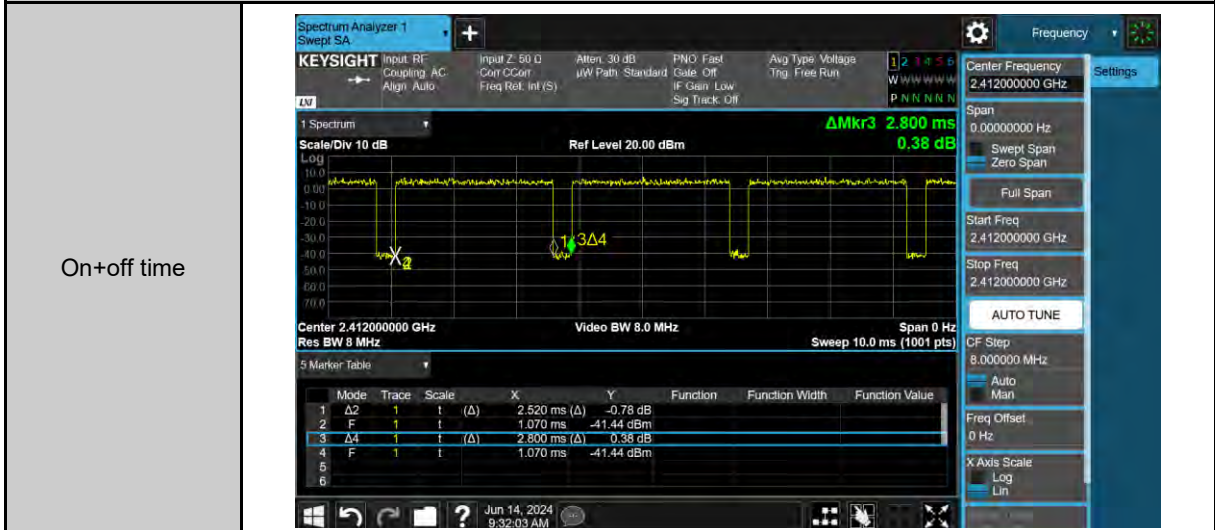 On+off time
Spectrum Analyzer 1
Swept SA
+
Frequency
KEYSIGHT
Input: RF
Coupling: AC
Align: Auto
Input Z: 50 Ω
Corr CCorr
Freq Ref: Int (S)
Atten: 30 dB
µW Path: Standard
PNO: Fast
Gate: Off
IF Gain: Low
Sig Track: Off
Avg Type: Voltage
Trig: Free Run
1 2 3 4 5 6
W W W W W W
P N N N N N
LXI
1 Spectrum
Scale/Div 10 dB
Ref Level 20.00 dBm
ΔMkr3 2.800 ms
0.38 dB
Log
10.0
0.00
-10.0
-20.0
-30.0
-40.0
-50.0
-60.0
-70.0
1 3Δ4
Center 2.412000000 GHz
Res BW 8 MHz
Video BW 8.0 MHz
Span 0 Hz
Sweep 10.0 ms (1001 pts)
5 Marker Table
Mode Trace Scale X Y Function Function Width Function Value
1 Δ2 1 t (Δ) 2.520 ms (Δ) -0.78 dB
2 F 1 t 1.070 ms -41.44 dBm
3 Δ4 1 t (Δ) 2.800 ms (Δ) 0.38 dB
4 F 1 t 1.070 ms -41.44 dBm
5
6
?
Jun 14, 2024
9:32:03 AM
Center Frequency
2.412000000 GHz
Settings
Span
0.00000000 Hz
Swept Span
Zero Span
Full Span
Start Freq
2.412000000 GHz
Stop Freq
2.412000000 GHz
AUTO TUNE
CF Step
8.000000 MHz
Auto
Man
Freq Offset
0 Hz
X Axis Scale
Log
Lin